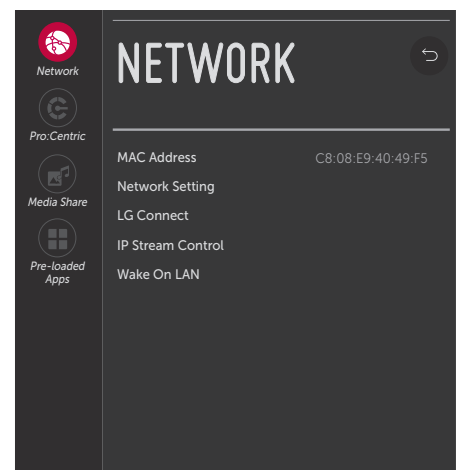 Network
Pro:Centric
Media Share
Pre-loaded
Apps
NETWORK
MAC Address C8:08:E9:40:49:F5
Network Setting
LG Connect
IP Stream Control
Wake On LAN